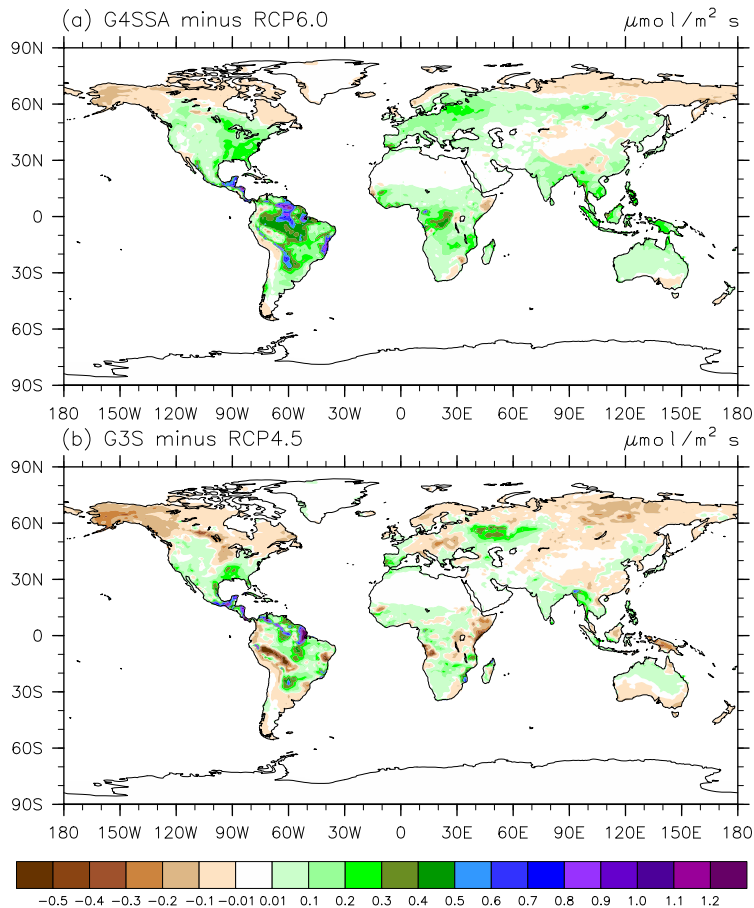 (a) G4SSA minus RCP6.0 μmol/m² s
90N
60N
30N
0
30S
60S
90S
180 150W 120W 90W 60W 30W 0 30E 60E 90E 120E 150E 180
(b) G3S minus RCP4.5 μmol/m² s
90N
60N
30N
0
30S
60S
90S
180 150W 120W 90W 60W 30W 0 30E 60E 90E 120E 150E 180
−0.5 −0.4 −0.3 −0.2 −0.1 −0.01 0.01 0.1 0.2 0.3 0.4 0.5 0.6 0.7 0.8 0.9 1.0 1.1 1.2